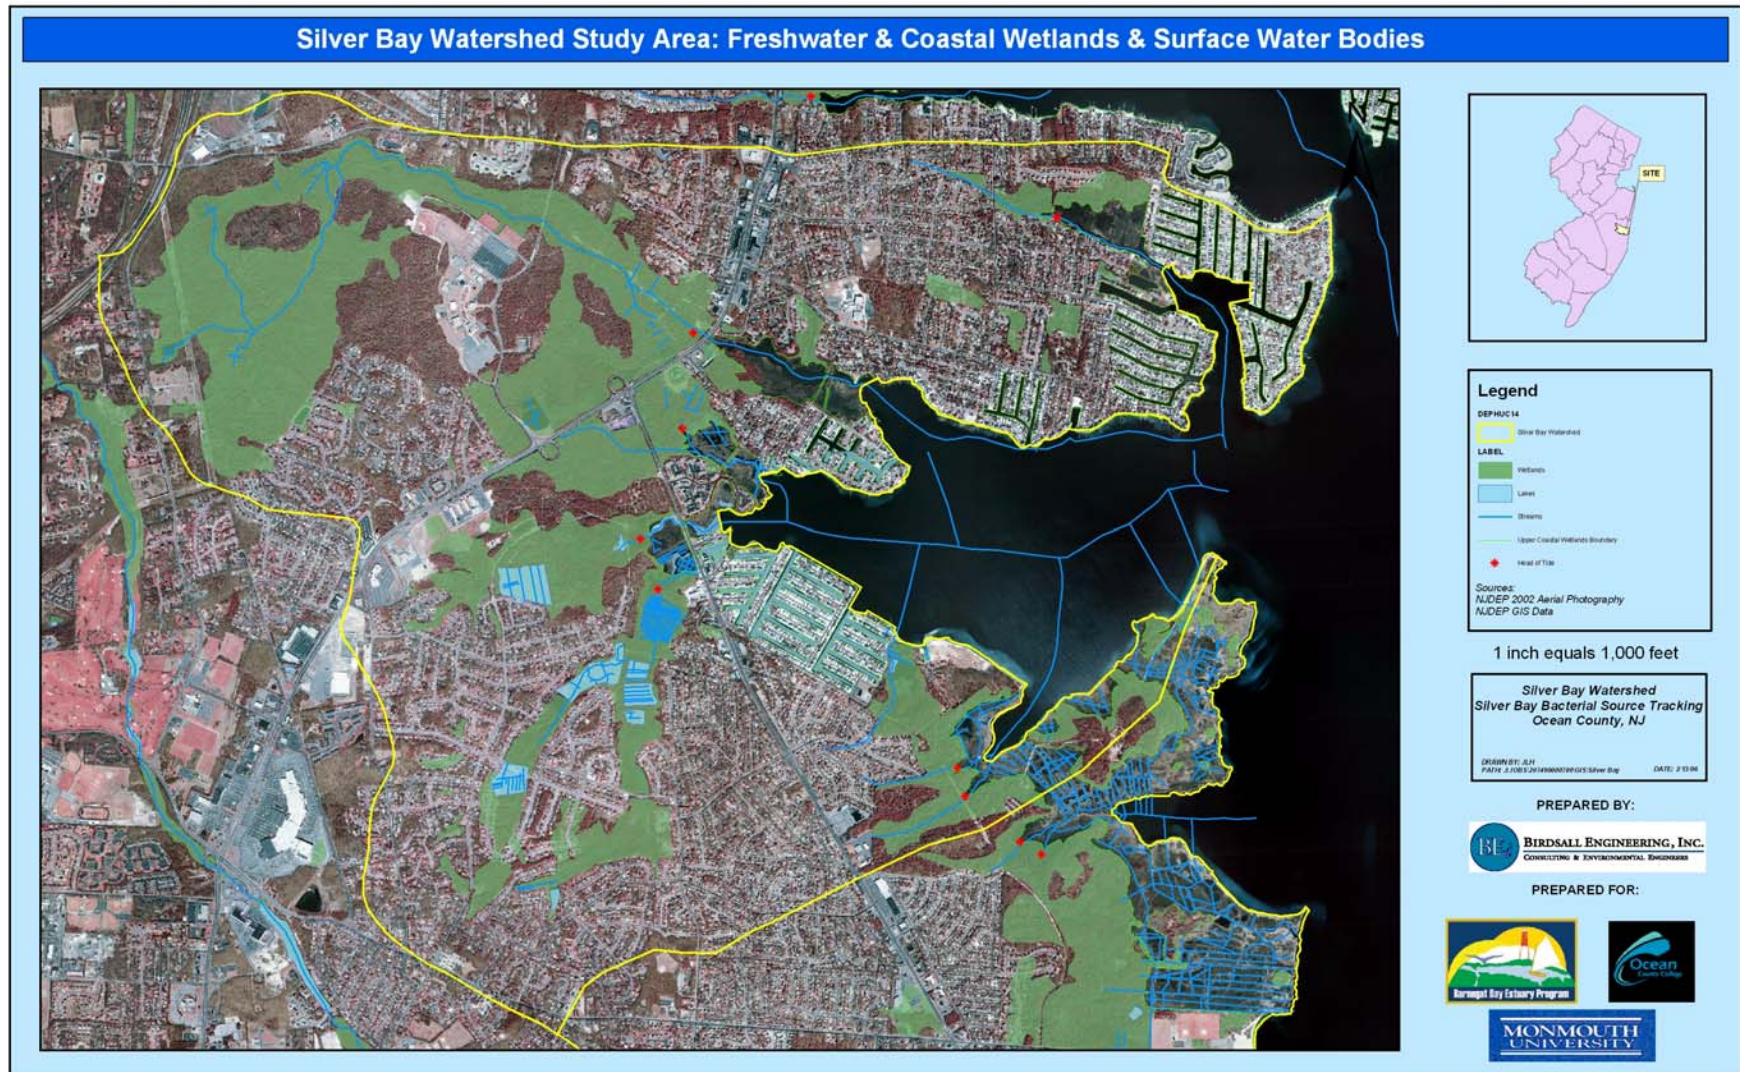 Silver Bay Watershed Study Area: Freshwater & Coastal Wetlands & Surface Water Bodies
SITE
Legend
DEPHUC14
Silver Bay Watershed
LABEL
Wetlands
Lakes
Streams
Upper Coastal Wetlands Boundary
Head of Tide
Sources:
NJDEP 2002 Aerial Photography
NJDEP GIS Data
1 inch equals 1,000 feet
Silver Bay Watershed
Silver Bay Bacterial Source Tracking
Ocean County, NJ
DRAWN BY: JLH
DATE:
PREPARED BY:
BIRDSALL ENGINEERING, INC.
CONSULTING & ENVIRONMENTAL ENGINEERS
PREPARED FOR:
Barnegat Bay Estuary Program
Ocean
County College
MONMOUTH
UNIVERSITY